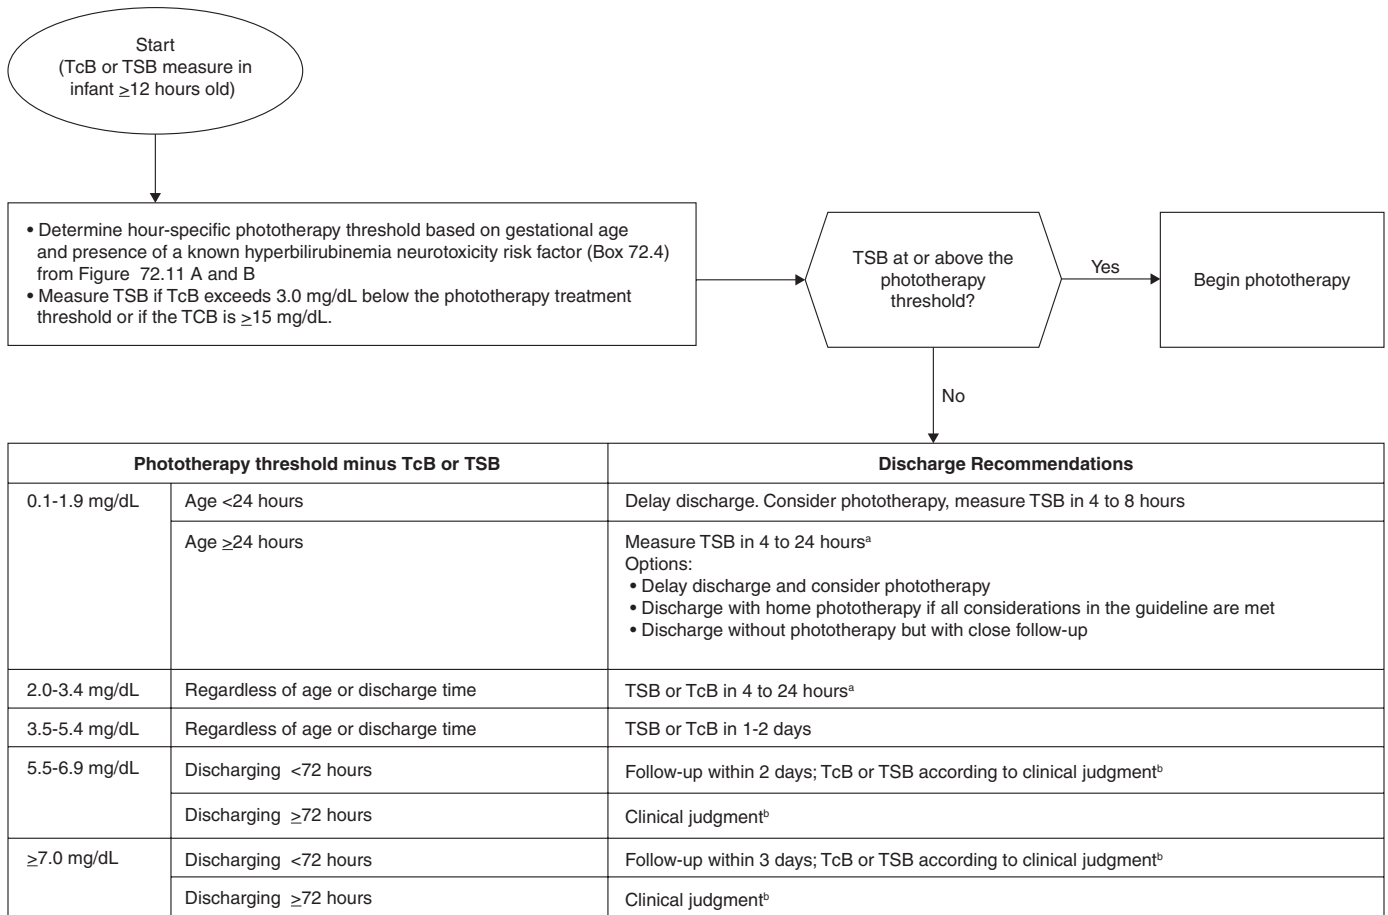 Start
(TcB or TSB measure in
infant ≥12 hours old)
• Determine hour-specific phototherapy threshold based on gestational age
and presence of a known hyperbilirubinemia neurotoxicity risk factor (Box 72.4)
from Figure 72.11 A and B
• Measure TSB if TcB exceeds 3.0 mg/dL below the phototherapy treatment
threshold or if the TCB is ≥15 mg/dL.
TSB at or above the
phototherapy
threshold?
Yes
Begin phototherapy
No
Phototherapy threshold minus TcB or TSB
Discharge Recommendations
0.1-1.9 mg/dL
Age <24 hours
Delay discharge. Consider phototherapy, measure TSB in 4 to 8 hours
Age ≥24 hours
Measure TSB in 4 to 24 hoursᵃ
Options:
• Delay discharge and consider phototherapy
• Discharge with home phototherapy if all considerations in the guideline are met
• Discharge without phototherapy but with close follow-up
2.0-3.4 mg/dL
Regardless of age or discharge time
TSB or TcB in 4 to 24 hoursᵃ
3.5-5.4 mg/dL
Regardless of age or discharge time
TSB or TcB in 1-2 days
5.5-6.9 mg/dL
Discharging <72 hours
Follow-up within 2 days; TcB or TSB according to clinical judgmentᵇ
Discharging ≥72 hours
Clinical judgmentᵇ
≥7.0 mg/dL
Discharging <72 hours
Follow-up within 3 days; TcB or TSB according to clinical judgmentᵇ
Discharging ≥72 hours
Clinical judgmentᵇ